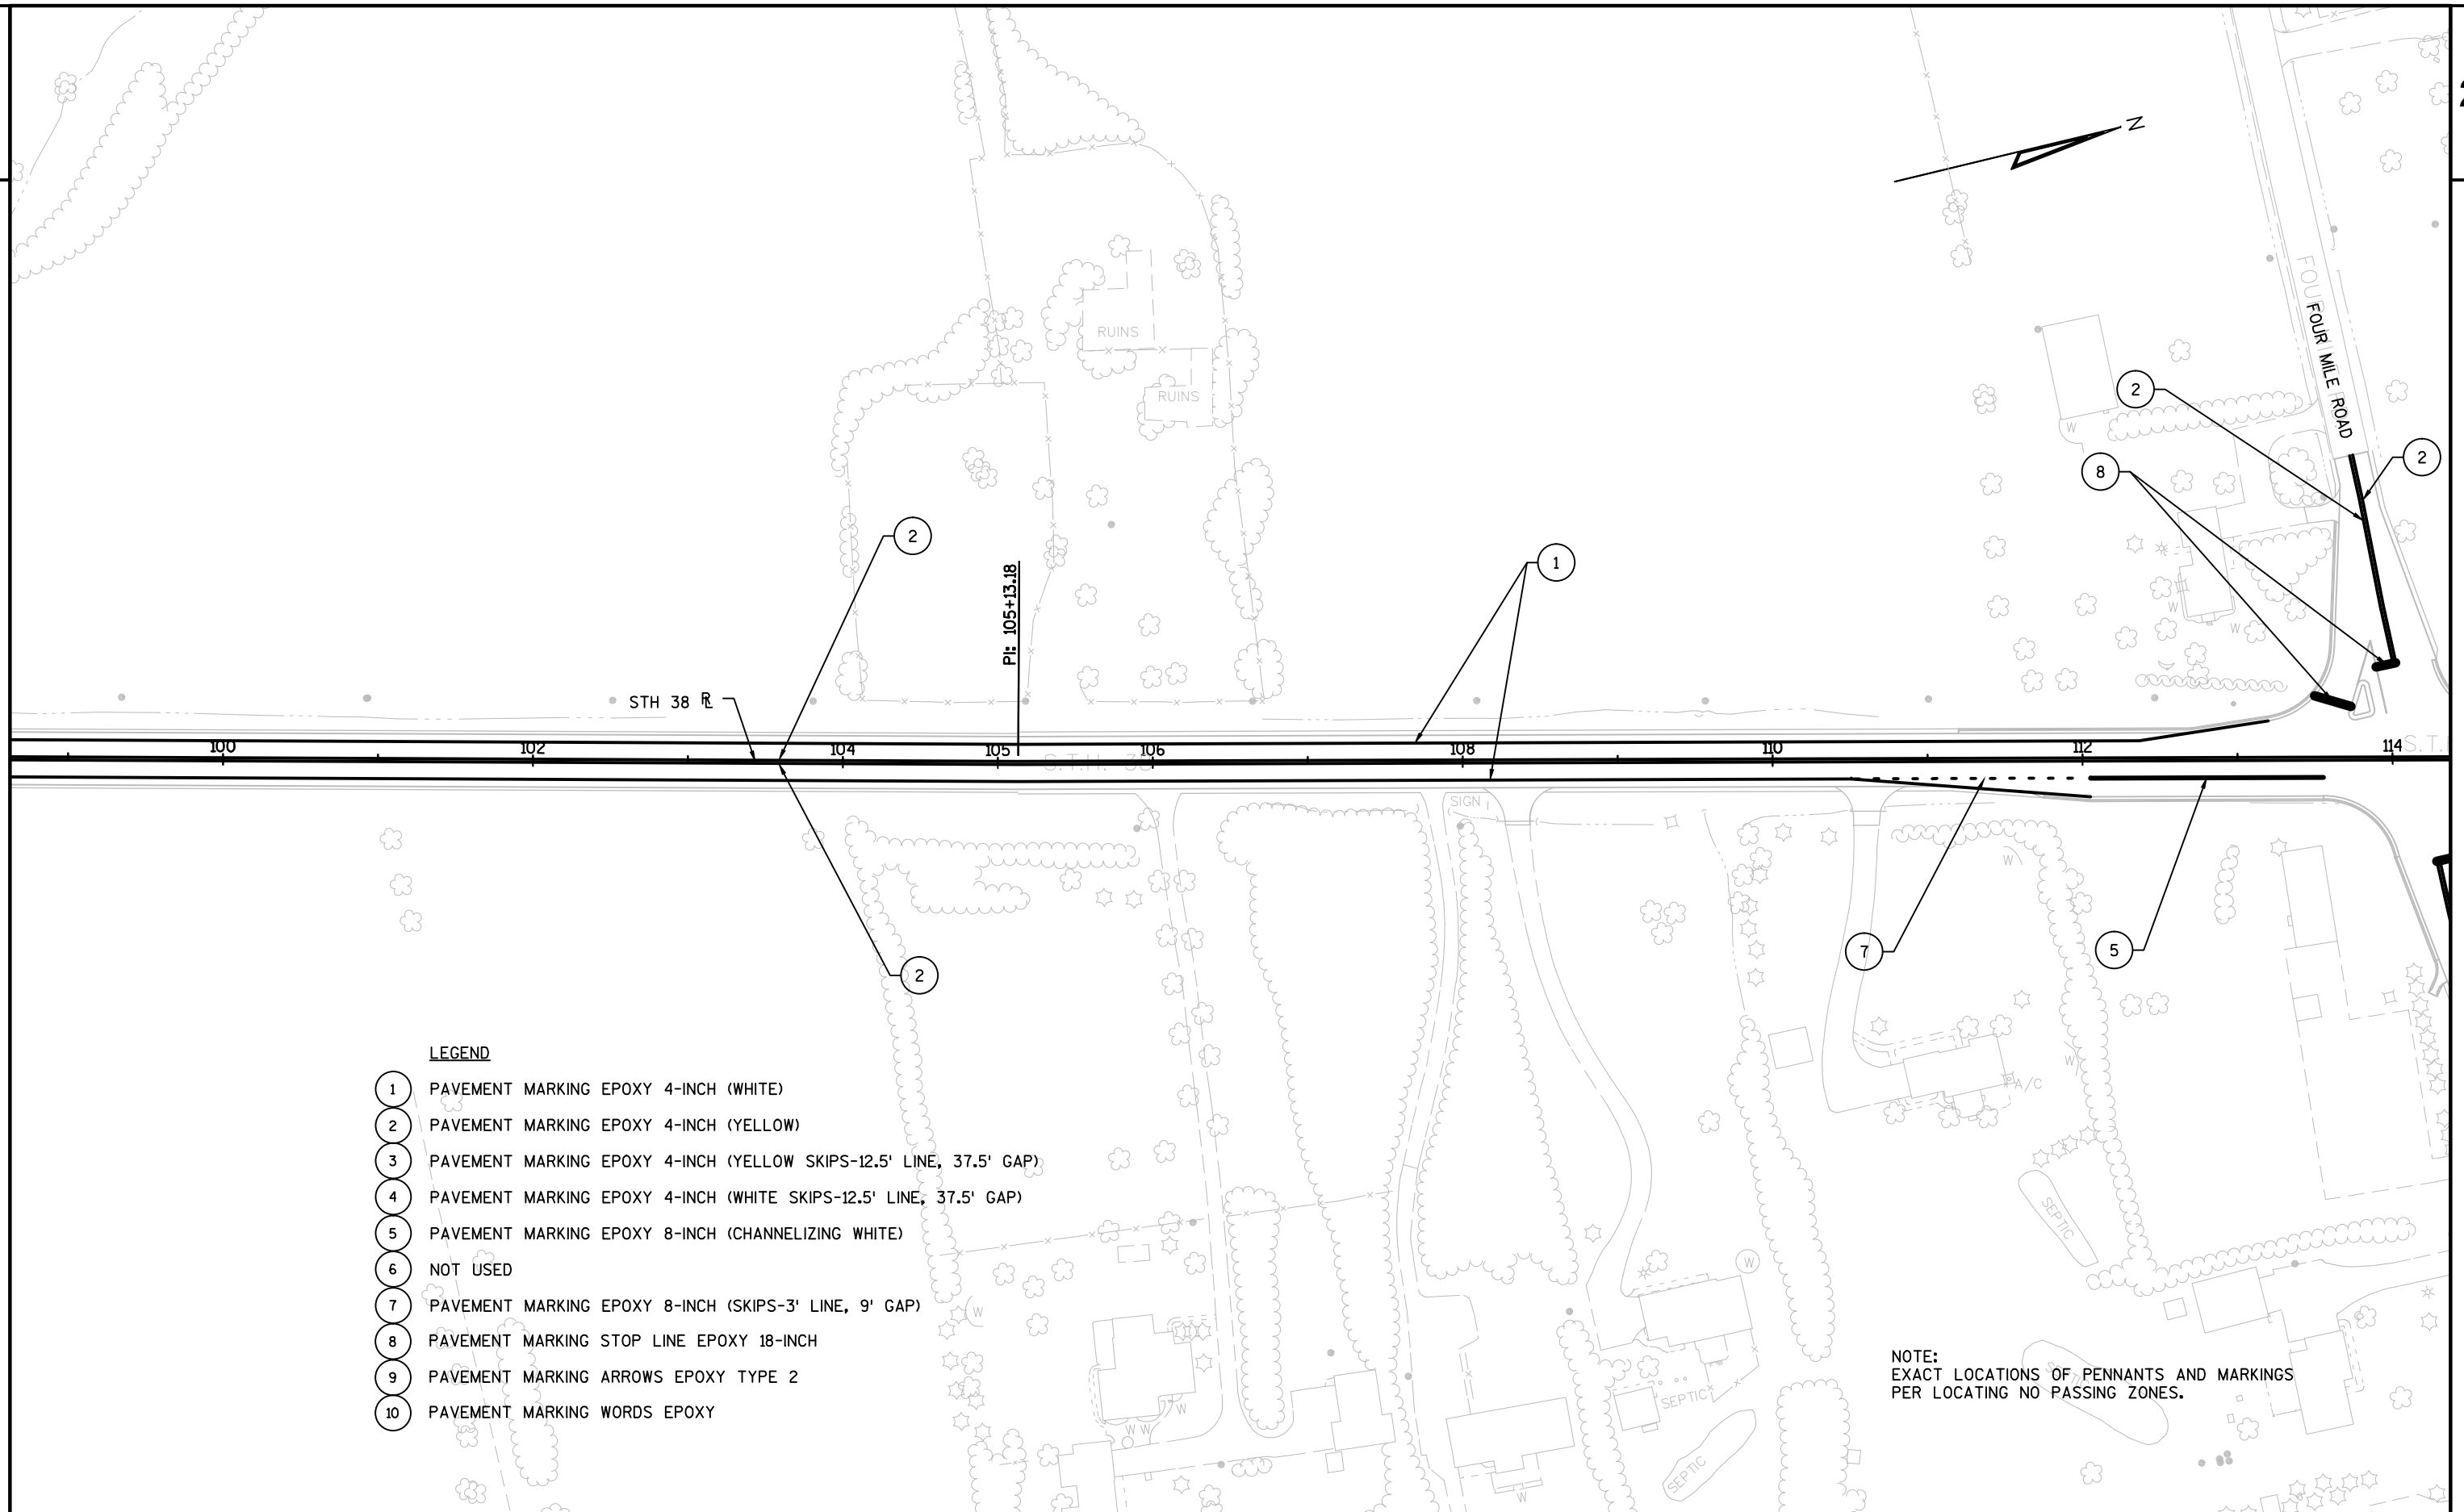 N
FOUR MILE ROAD
RUINS
RUINS
W
2
2
8
2
1
W
W
PI: 105+13.18
STH 38 PL
100
102
104
105
106
108
110
112
114
S.T.H. 38
S.T.
SIGN
W
7
5
2
W
A/C
LEGEND
1 PAVEMENT MARKING EPOXY 4-INCH (WHITE)
2 PAVEMENT MARKING EPOXY 4-INCH (YELLOW)
3 PAVEMENT MARKING EPOXY 4-INCH (YELLOW SKIPS-12.5' LINE, 37.5' GAP)
4 PAVEMENT MARKING EPOXY 4-INCH (WHITE SKIPS-12.5' LINE, 37.5' GAP)
5 PAVEMENT MARKING EPOXY 8-INCH (CHANNELIZING WHITE)
6 NOT USED
7 PAVEMENT MARKING EPOXY 8-INCH (SKIPS-3' LINE, 9' GAP)
8 PAVEMENT MARKING STOP LINE EPOXY 18-INCH
9 PAVEMENT MARKING ARROWS EPOXY TYPE 2
10 PAVEMENT MARKING WORDS EPOXY
SEPTIC
W
W
W
W W
SEPTIC
SEPTIC
W
NOTE:
EXACT LOCATIONS OF PENNANTS AND MARKINGS
PER LOCATING NO PASSING ZONES.